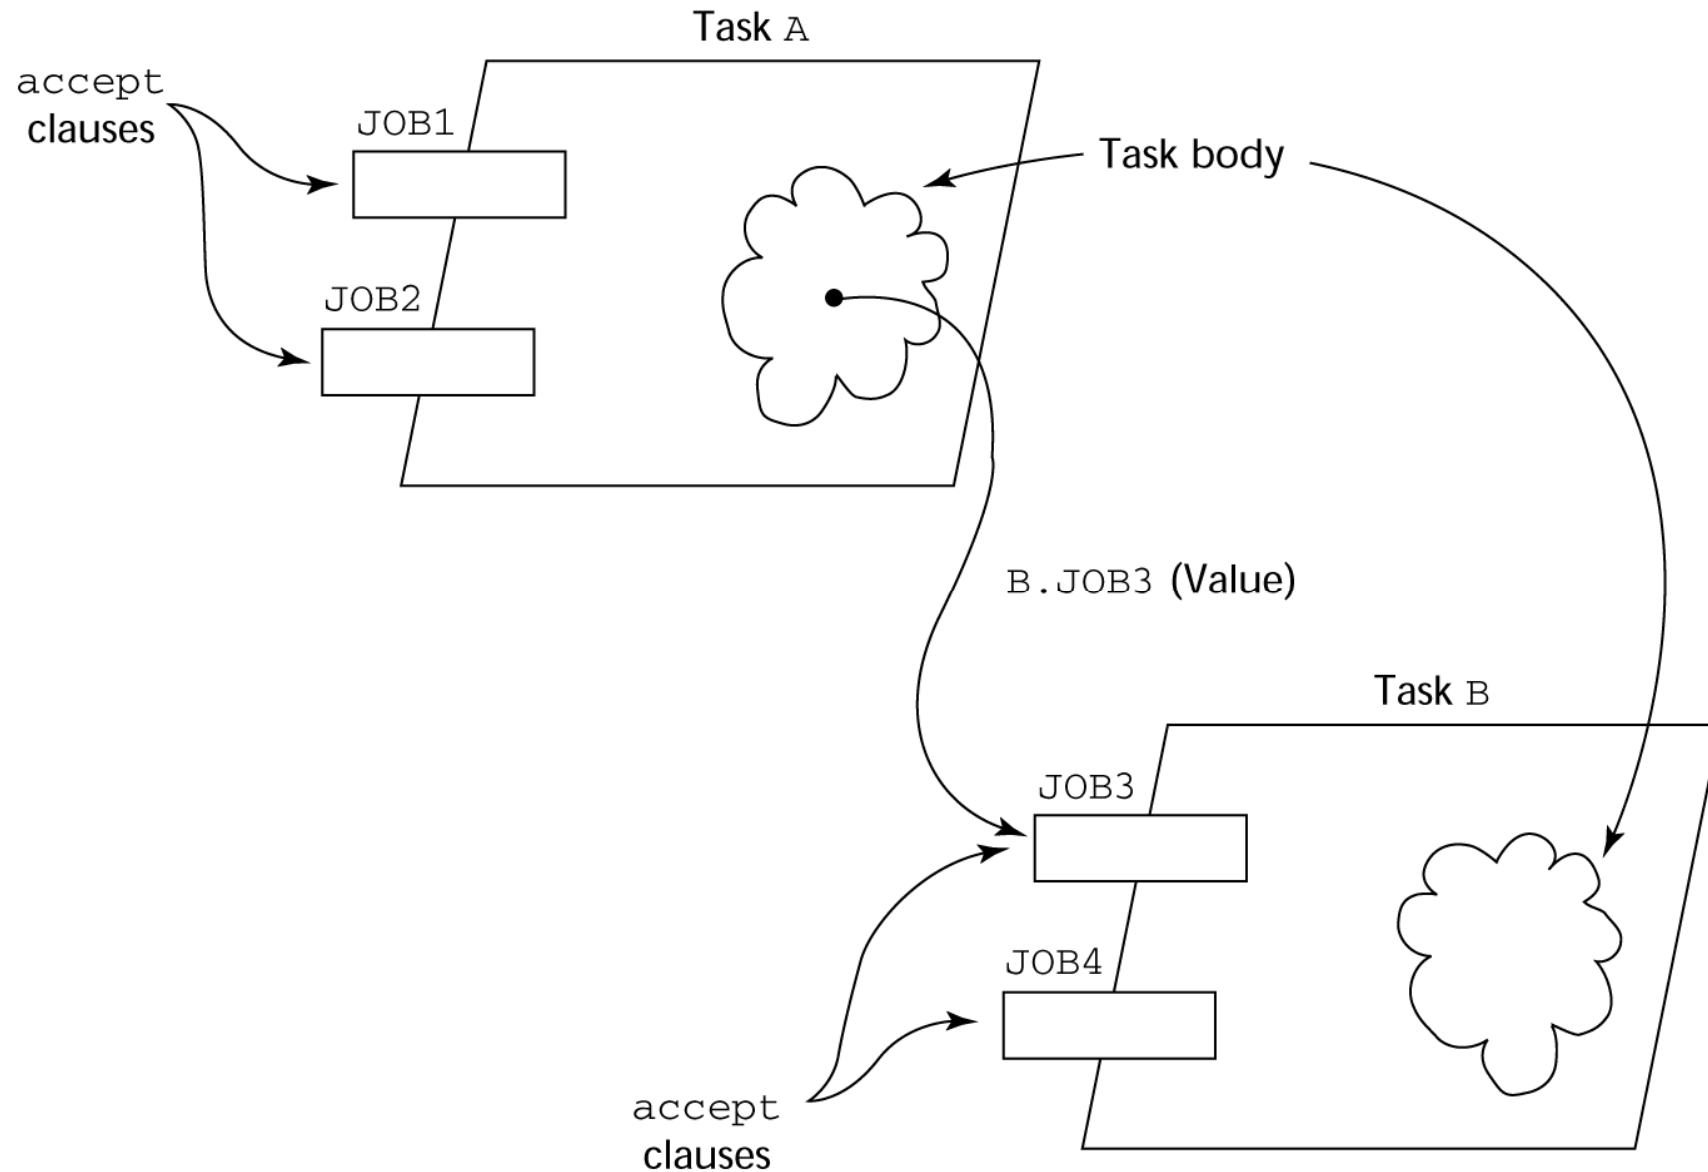 Task A
accept
clauses
JOB1
Task body
JOB2
B.JOB3 (Value)
Task B
JOB3
JOB4
accept
clauses